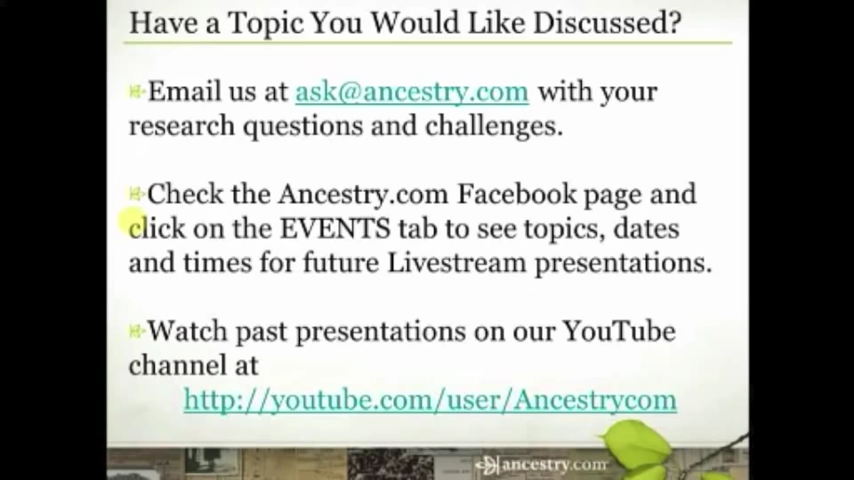 Have a Topic You Would Like Discussed?
Email us at ask@ancestry.com with your
research questions and challenges.
Check the Ancestry.com Facebook page and
click on the EVENTS tab to see topics, dates
and times for future Livestream presentations.
Watch past presentations on our YouTube
channel at
http://youtube.com/user/Ancestrycom
ancestry.com